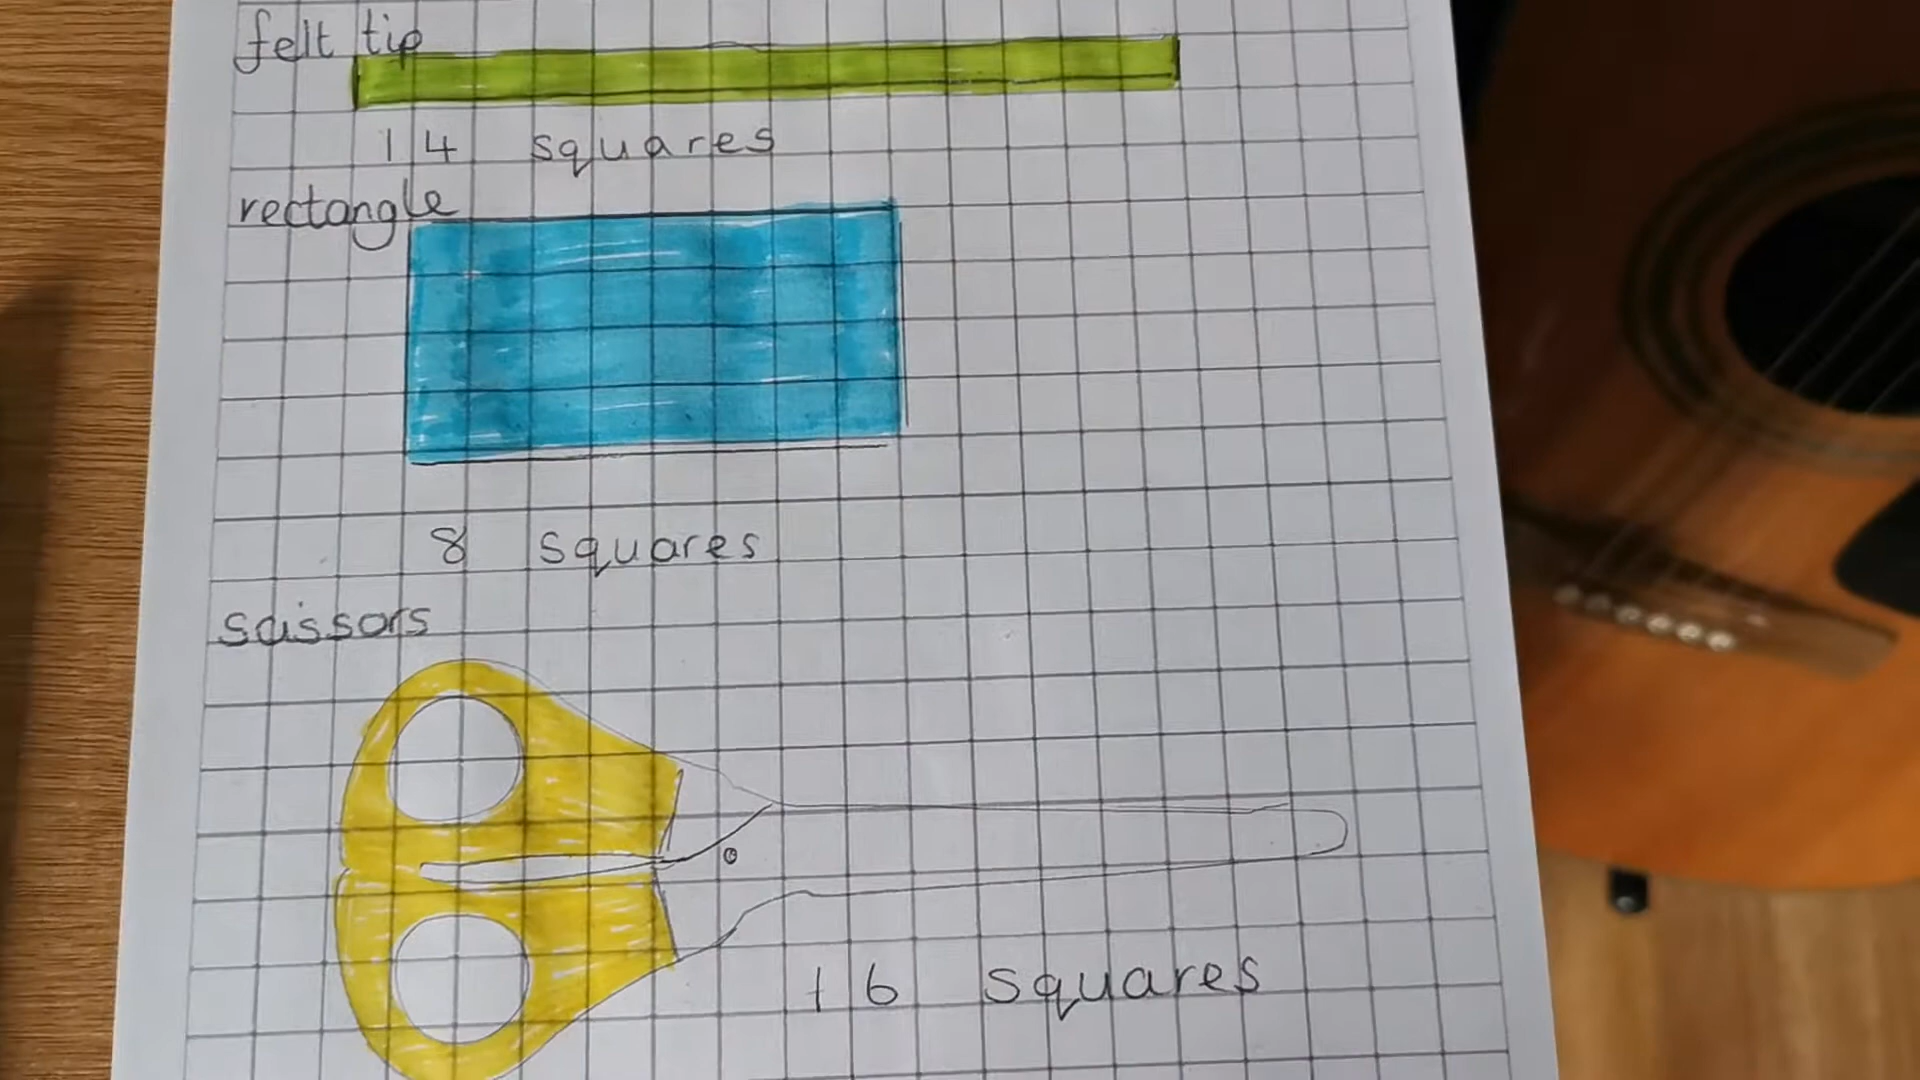 felt tip
14 squares
rectangle
8 squares
scissors
16 squares